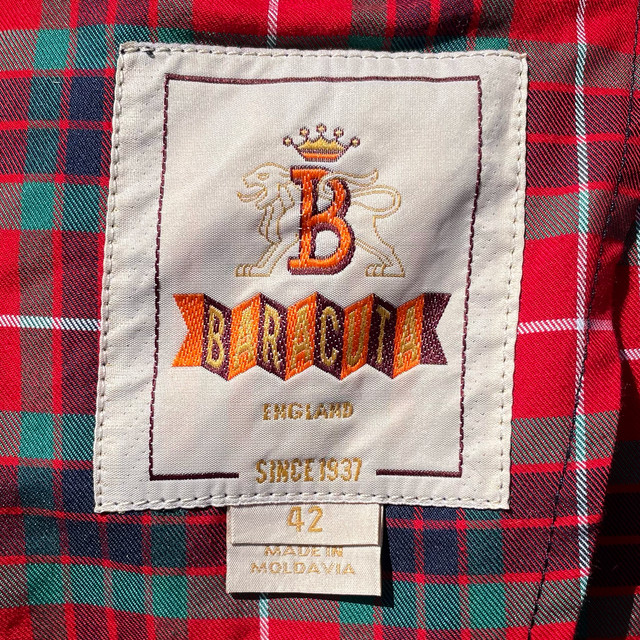 B
BARACUTA
ENGLAND
SINCE 1937
42
MADE IN
MOLDAVIA